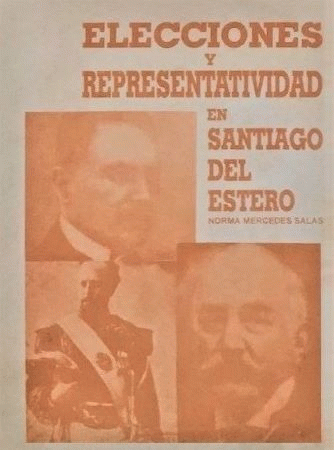 ELECCIONES
Y
REPRESENTATIVIDAD
EN
SANTIAGO
DEL
ESTERO
NORMA MERCEDES SALAS